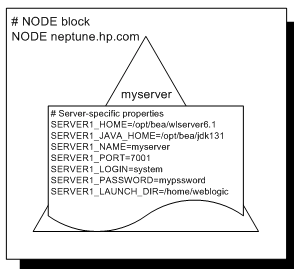 # NODE block
NODE neptune.hp.com
myserver
# Server-specific properties
SERVER1_HOME=/opt/bea/wlserver6.1
SERVER1_JAVA_HOME=/opt/bea/jdk131
SERVER1_NAME=myserver
SERVER1_PORT=7001
SERVER1_LOGIN=system
SERVER1_PASSWORD=mypssword
SERVER1_LAUNCH_DIR=/home/weblogic